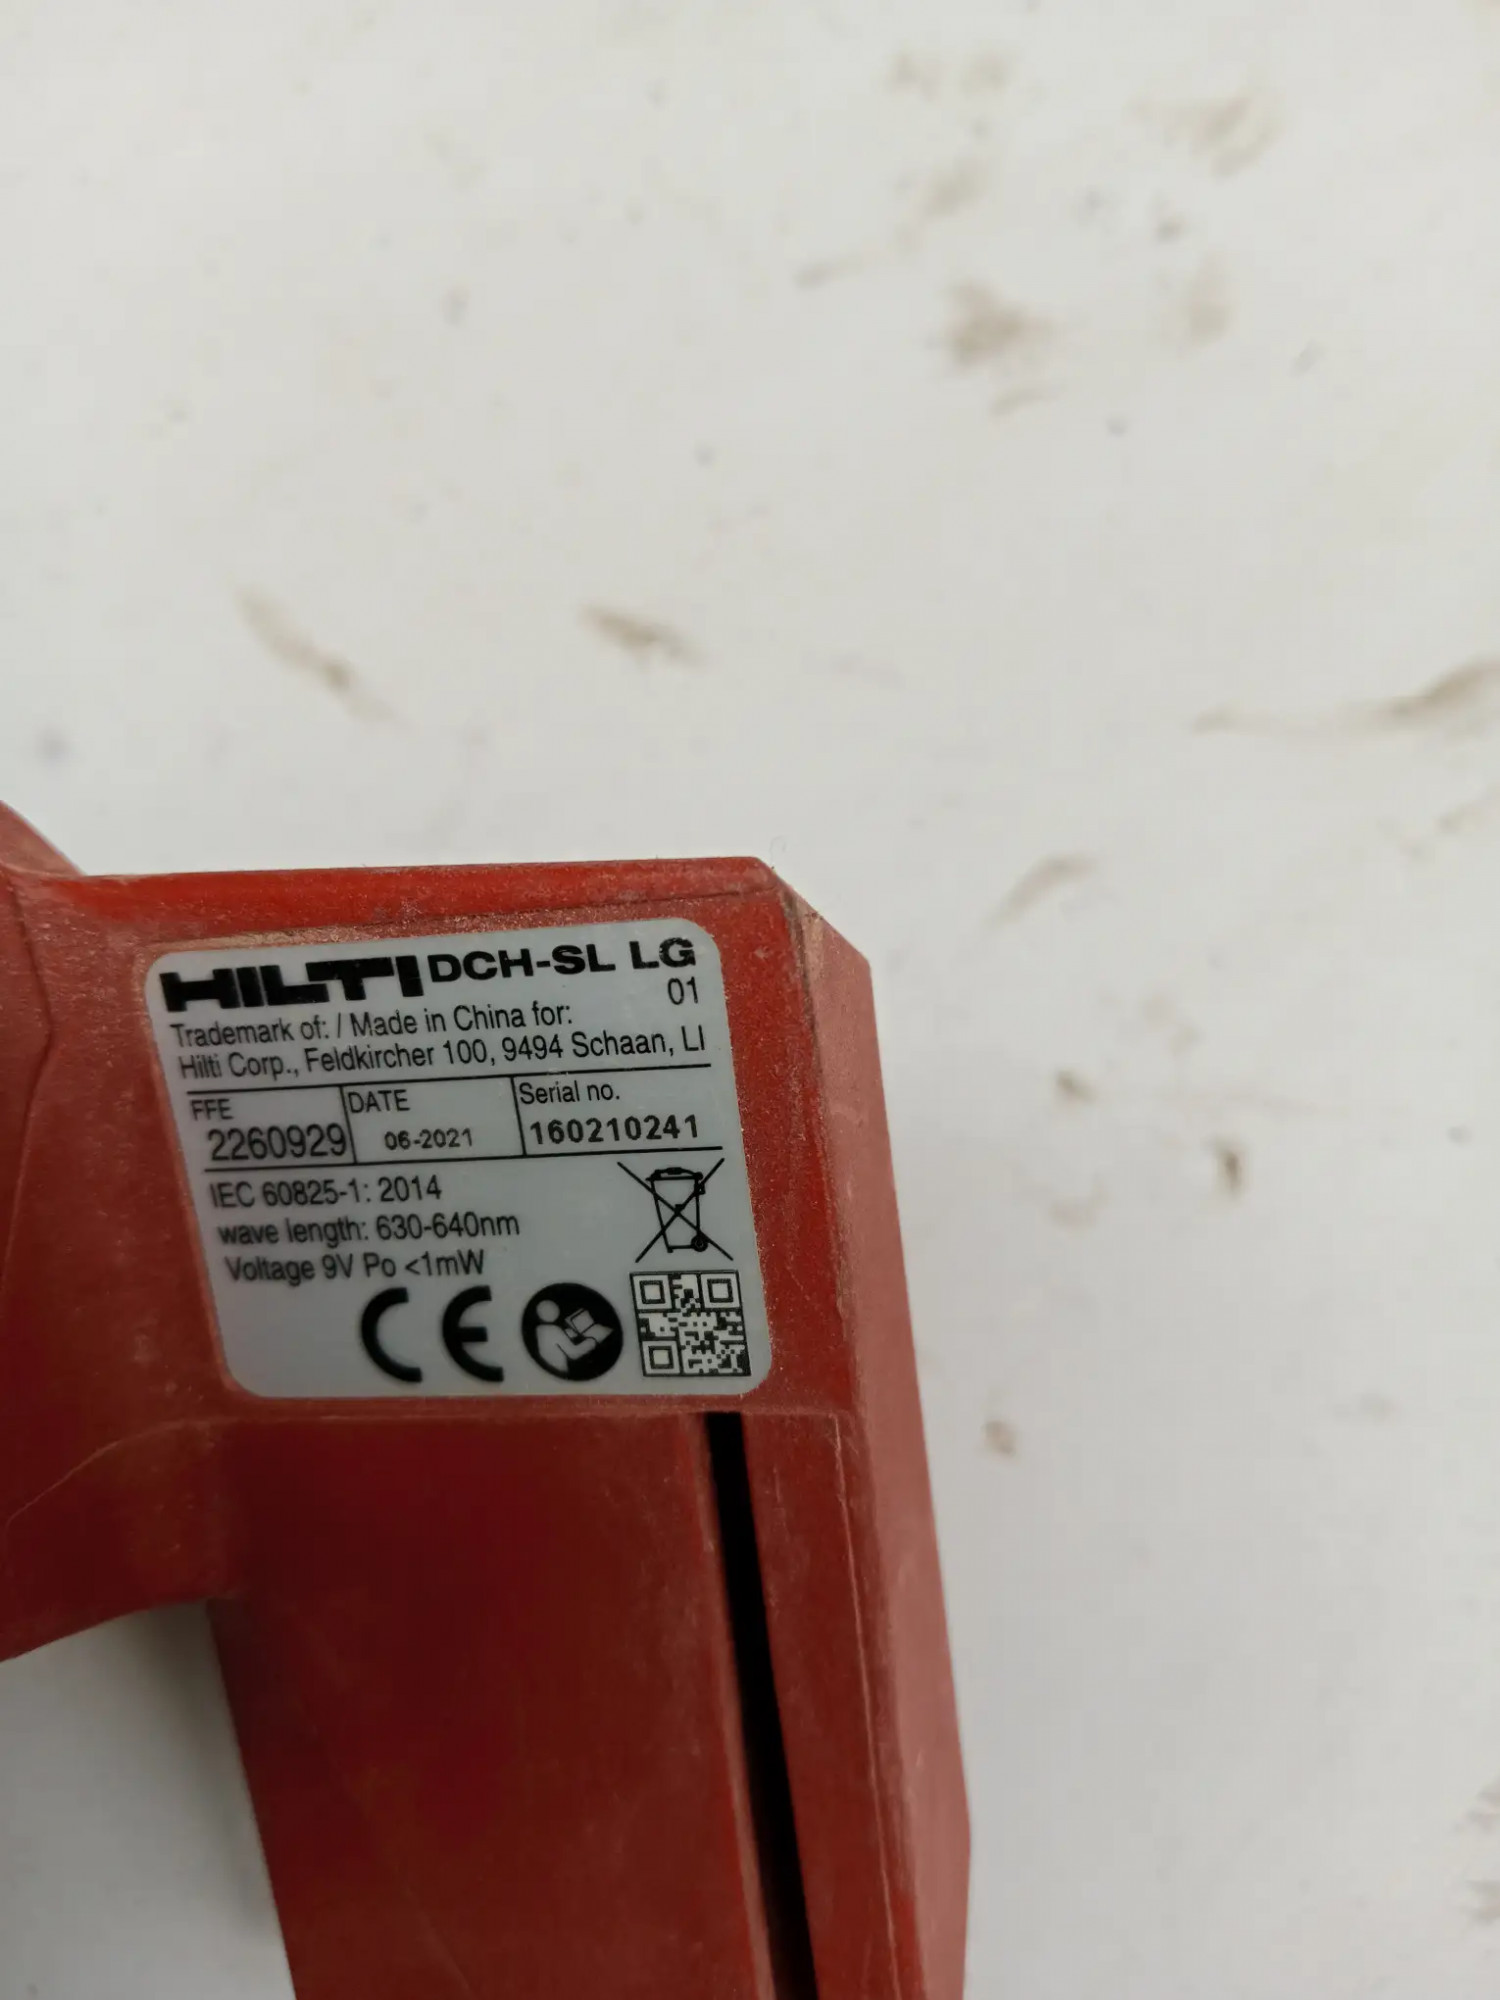 HILTI DCH-SL LG
01
Trademark of: / Made in China for:
Hilti Corp., Feldkircher 100, 9494 Schaan, LI
FFE DATE Serial no.
2260929 06-2021 160210241
IEC 60825-1: 2014
wave length: 630-640nm
Voltage 9V Po <1mW
CE